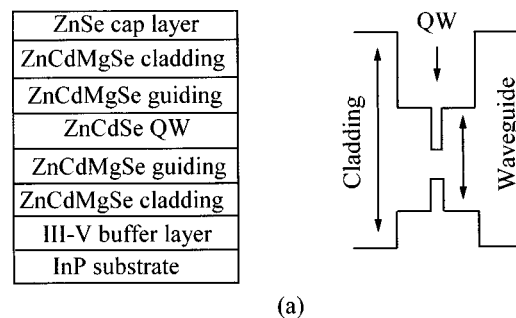 ZnSe cap layer
ZnCdMgSe cladding
ZnCdMgSe guiding
ZnCdSe QW
ZnCdMgSe guiding
ZnCdMgSe cladding
III-V buffer layer
InP substrate
QW
Cladding
Waveguide
(a)